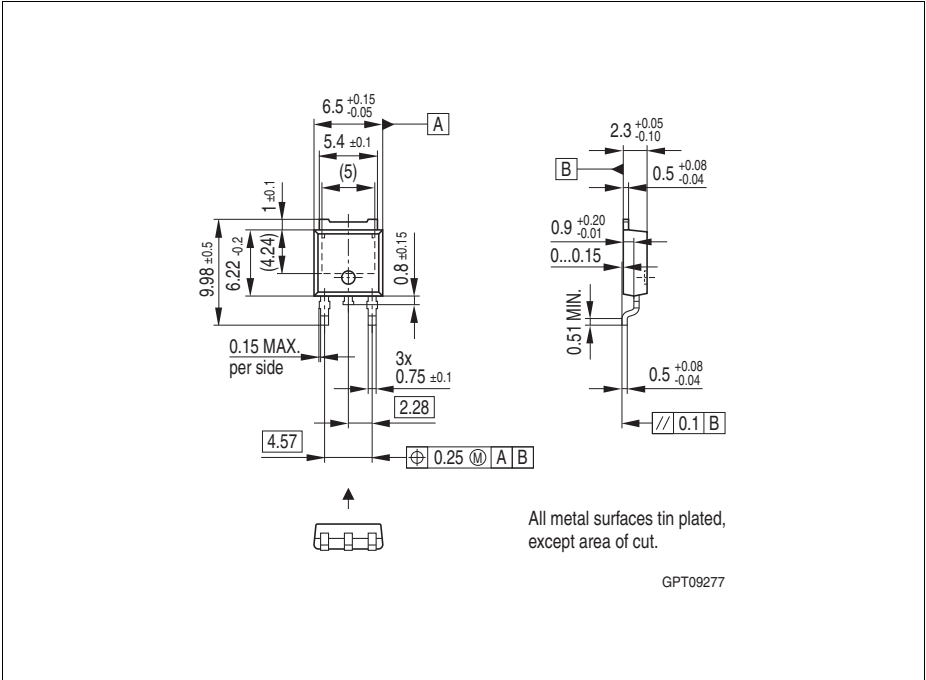 6.5 +0.15 -0.05
A
5.4 ±0.1
(5)
1 ±0.1
9.98 ±0.5
6.22 -0.2
(4.24)
0.8 ±0.15
0.15 MAX.
per side
3x
0.75 ±0.1
2.28
4.57
0.25 Ⓜ A B
2.3 +0.05 -0.10
B
0.5 +0.08 -0.04
0.9 +0.20 -0.01
0...0.15
0.51 MIN.
0.5 +0.08 -0.04
// 0.1 B
All metal surfaces tin plated,
except area of cut.
GPT09277